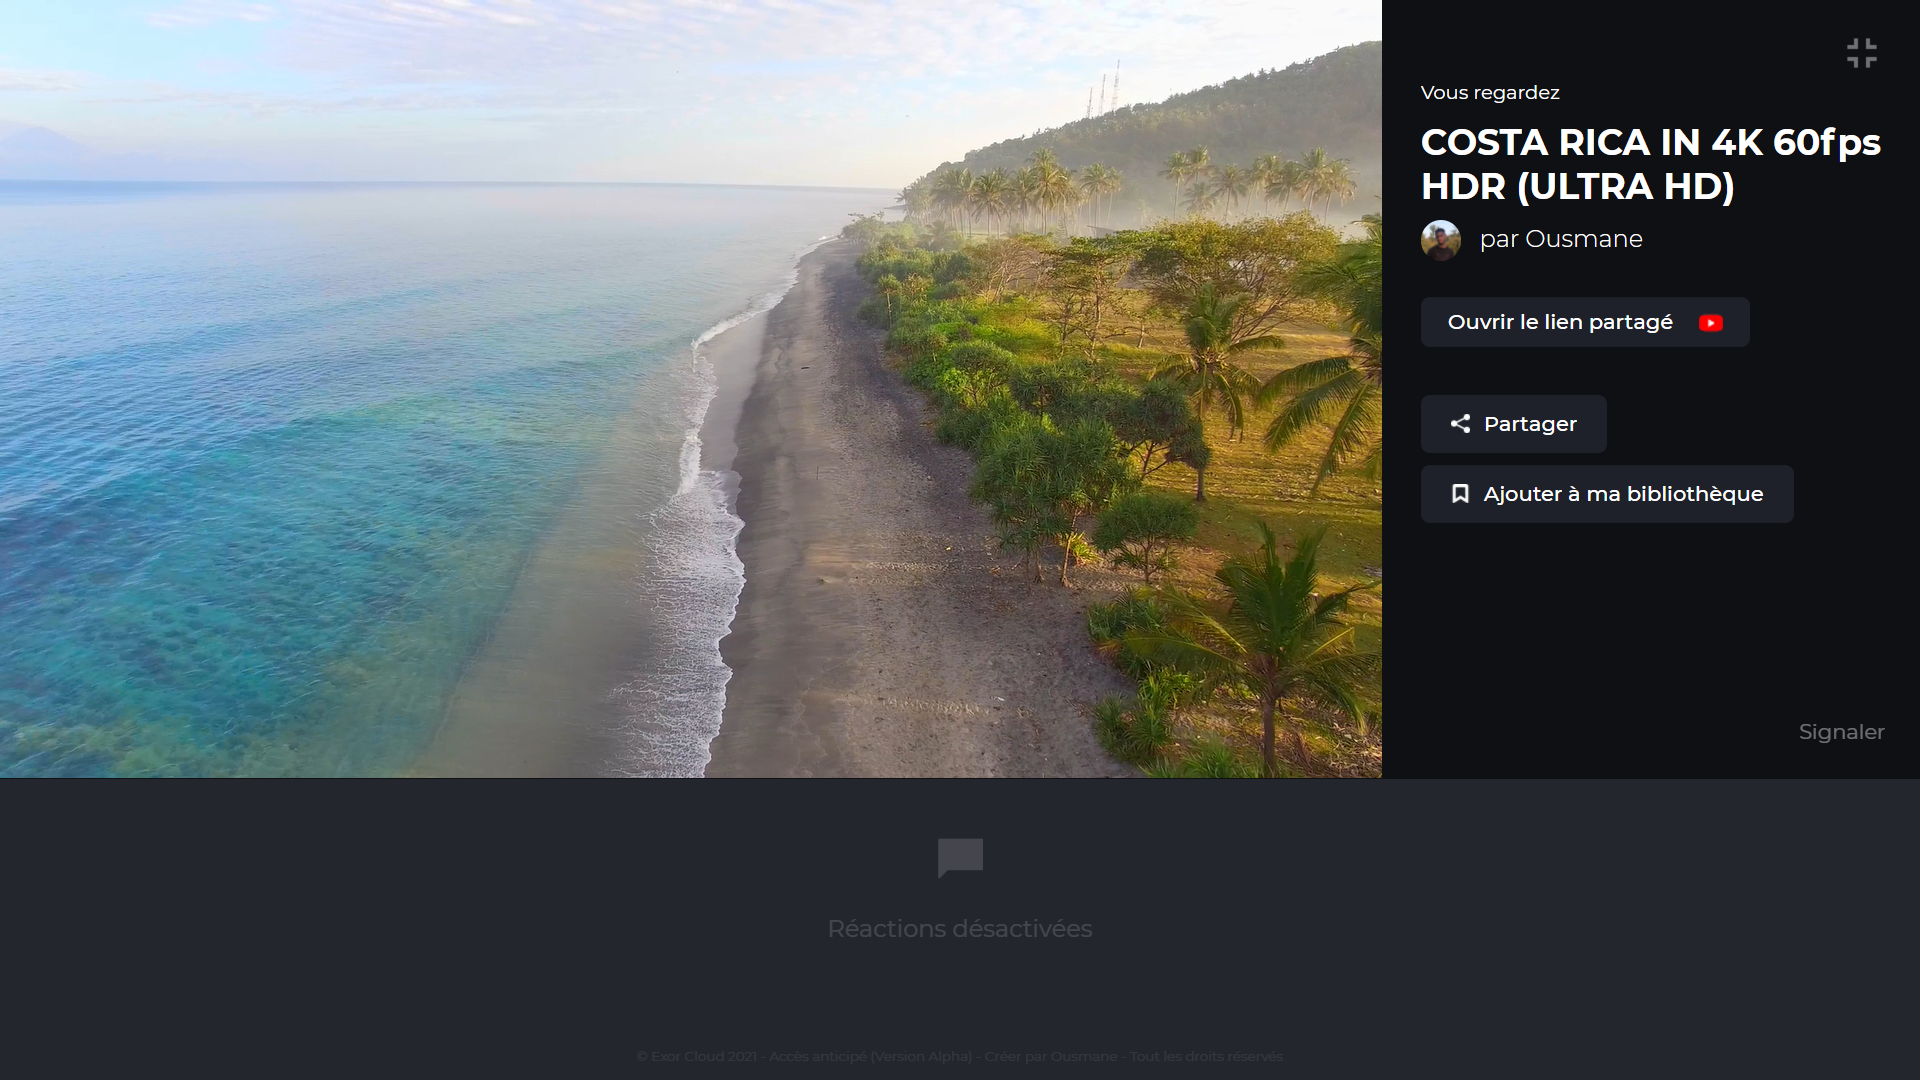 Vous regardez
COSTA RICA IN 4K 60fps
HDR (ULTRA HD)
par Ousmane
Ouvrir le lien partagé
Partager
Ajouter à ma bibliothèque
Signaler
Réactions désactivées
© Exor Cloud 2021 - Accès anticipé (Version Alpha) - Créer par Ousmane - Tout les droits réservés